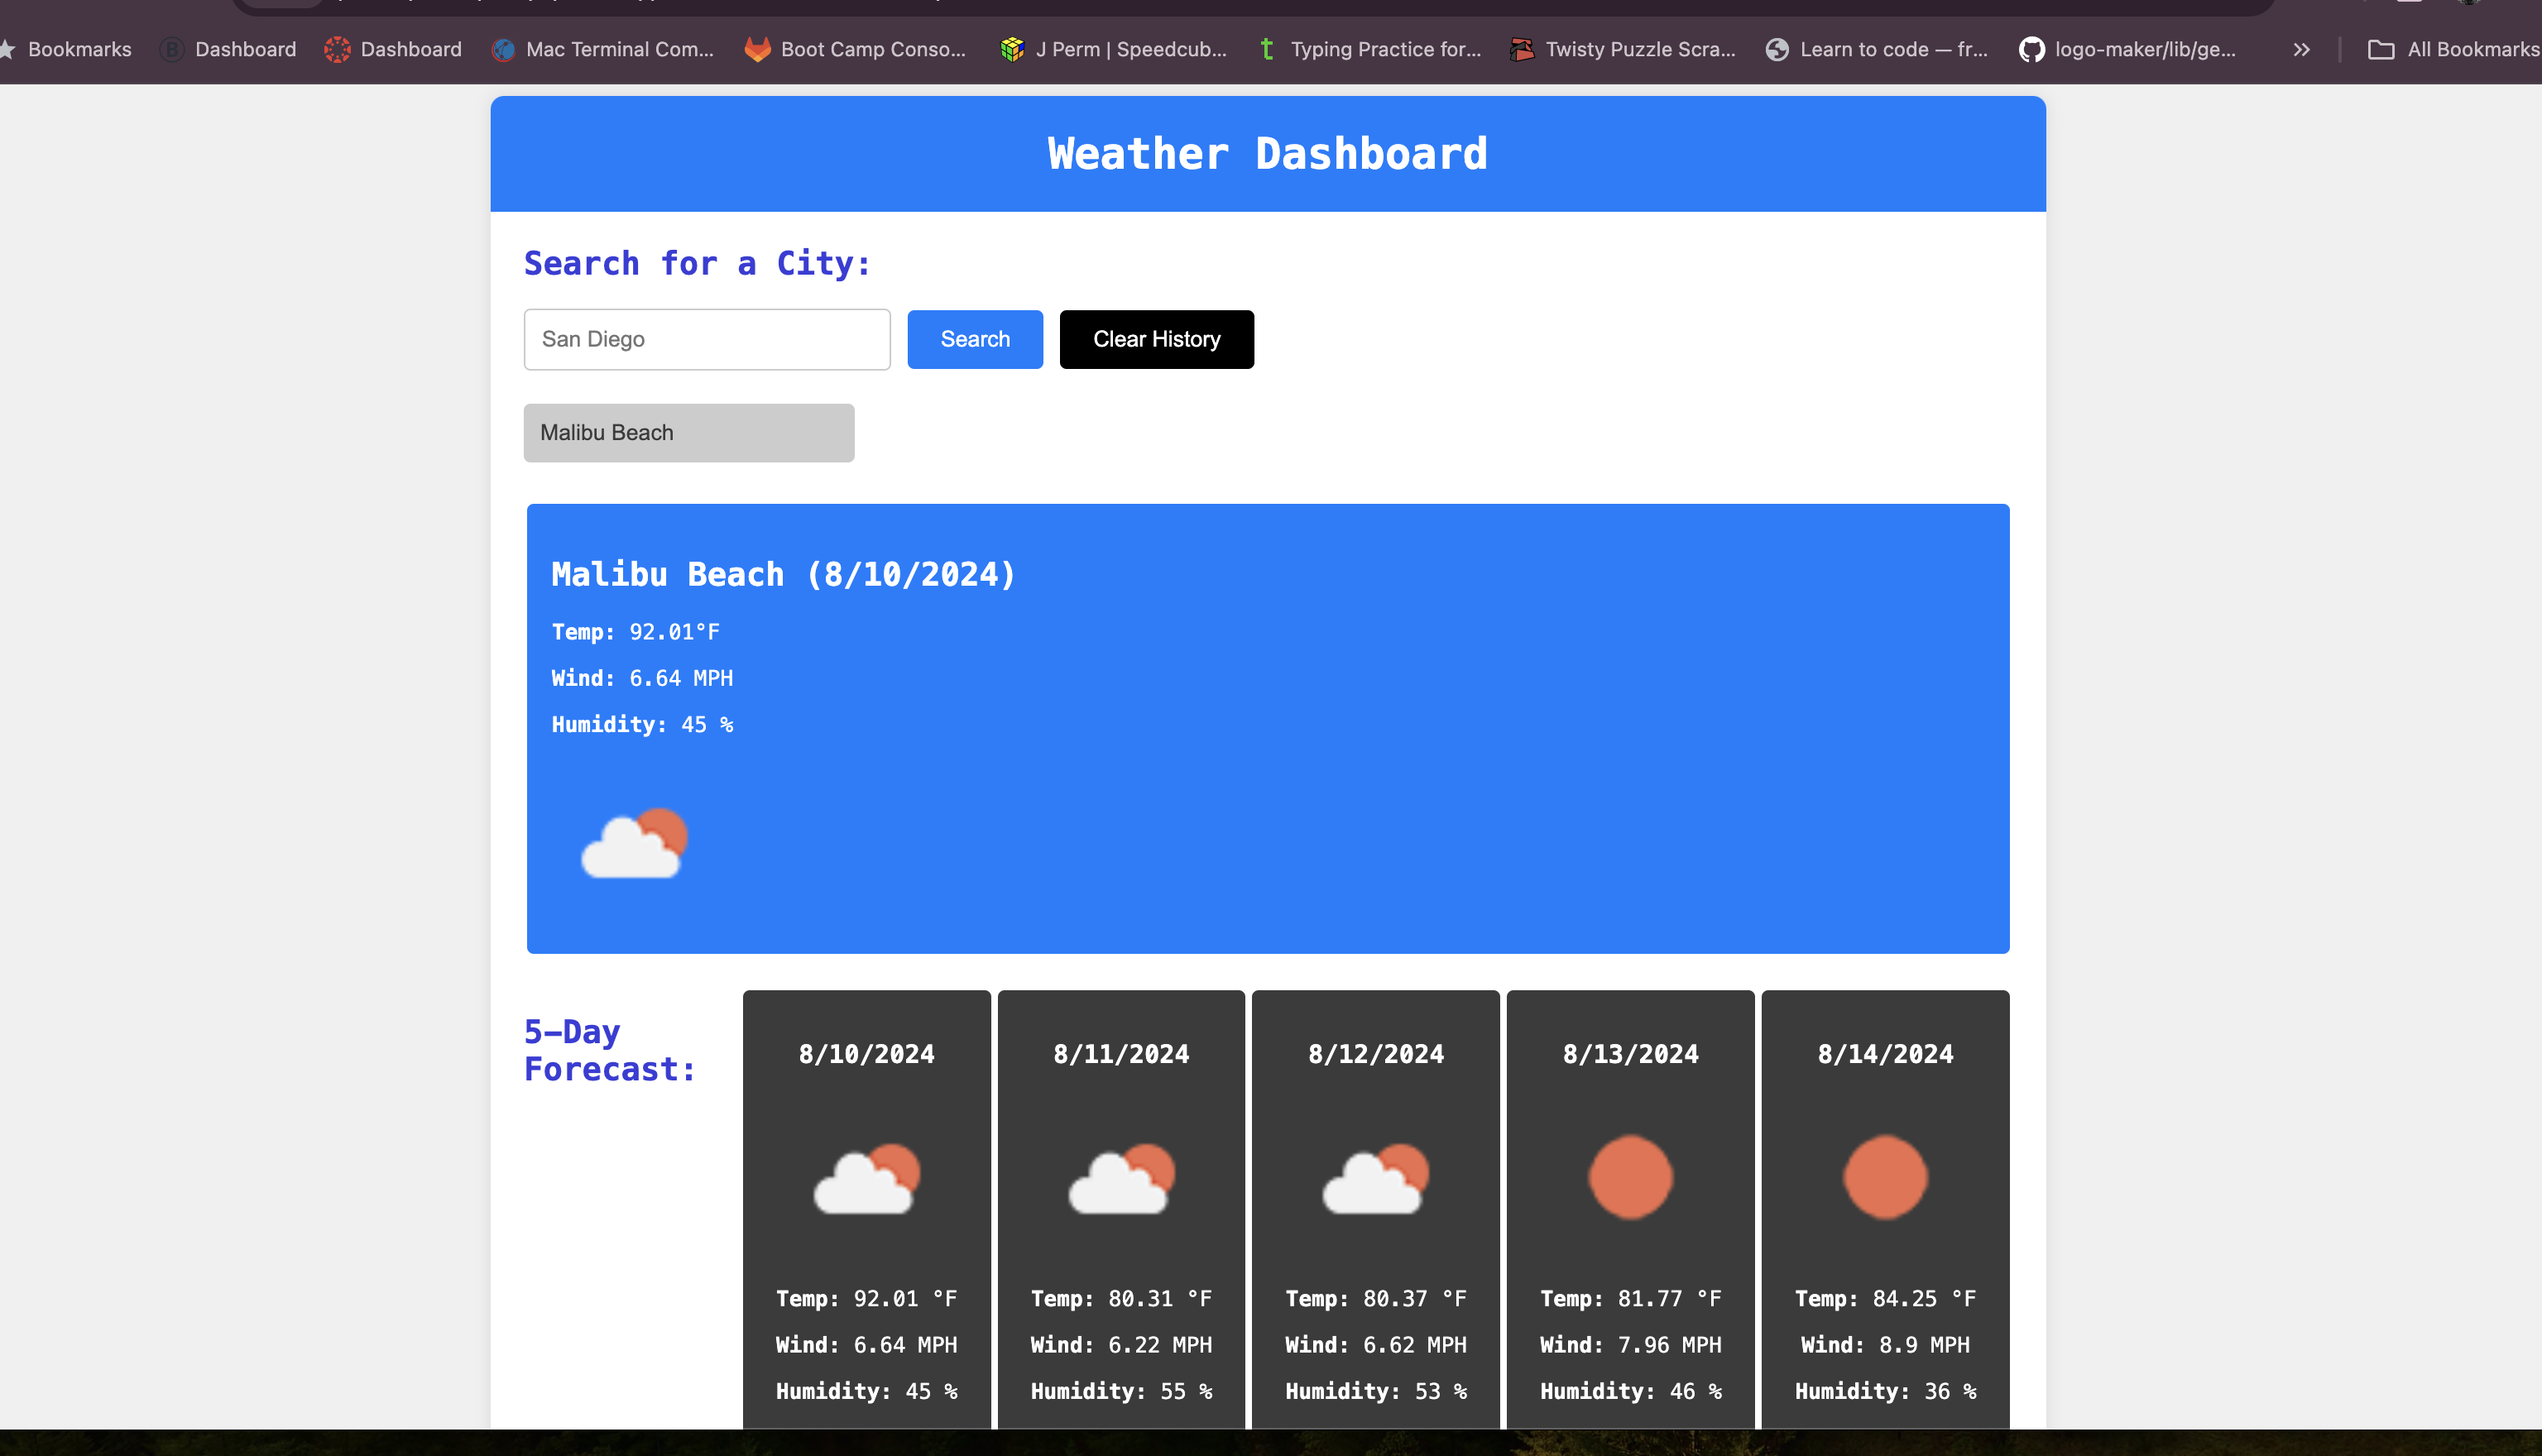 Bookmarks
Dashboard
Dashboard
Mac Terminal Com...
Boot Camp Conso...
J Perm | Speedcub...
Typing Practice for...
Twisty Puzzle Scra...
Learn to code — fr...
logo-maker/lib/ge...
All Bookmarks
Weather Dashboard
Search for a City:
San Diego
Search
Clear History
Malibu Beach
Malibu Beach (8/10/2024)
Temp: 92.01°F
Wind: 6.64 MPH
Humidity: 45 %
5-Day
Forecast:
8/10/2024
Temp: 92.01 °F
Wind: 6.64 MPH
Humidity: 45 %
8/11/2024
Temp: 80.31 °F
Wind: 6.22 MPH
Humidity: 55 %
8/12/2024
Temp: 80.37 °F
Wind: 6.62 MPH
Humidity: 53 %
8/13/2024
Temp: 81.77 °F
Wind: 7.96 MPH
Humidity: 46 %
8/14/2024
Temp: 84.25 °F
Wind: 8.9 MPH
Humidity: 36 %